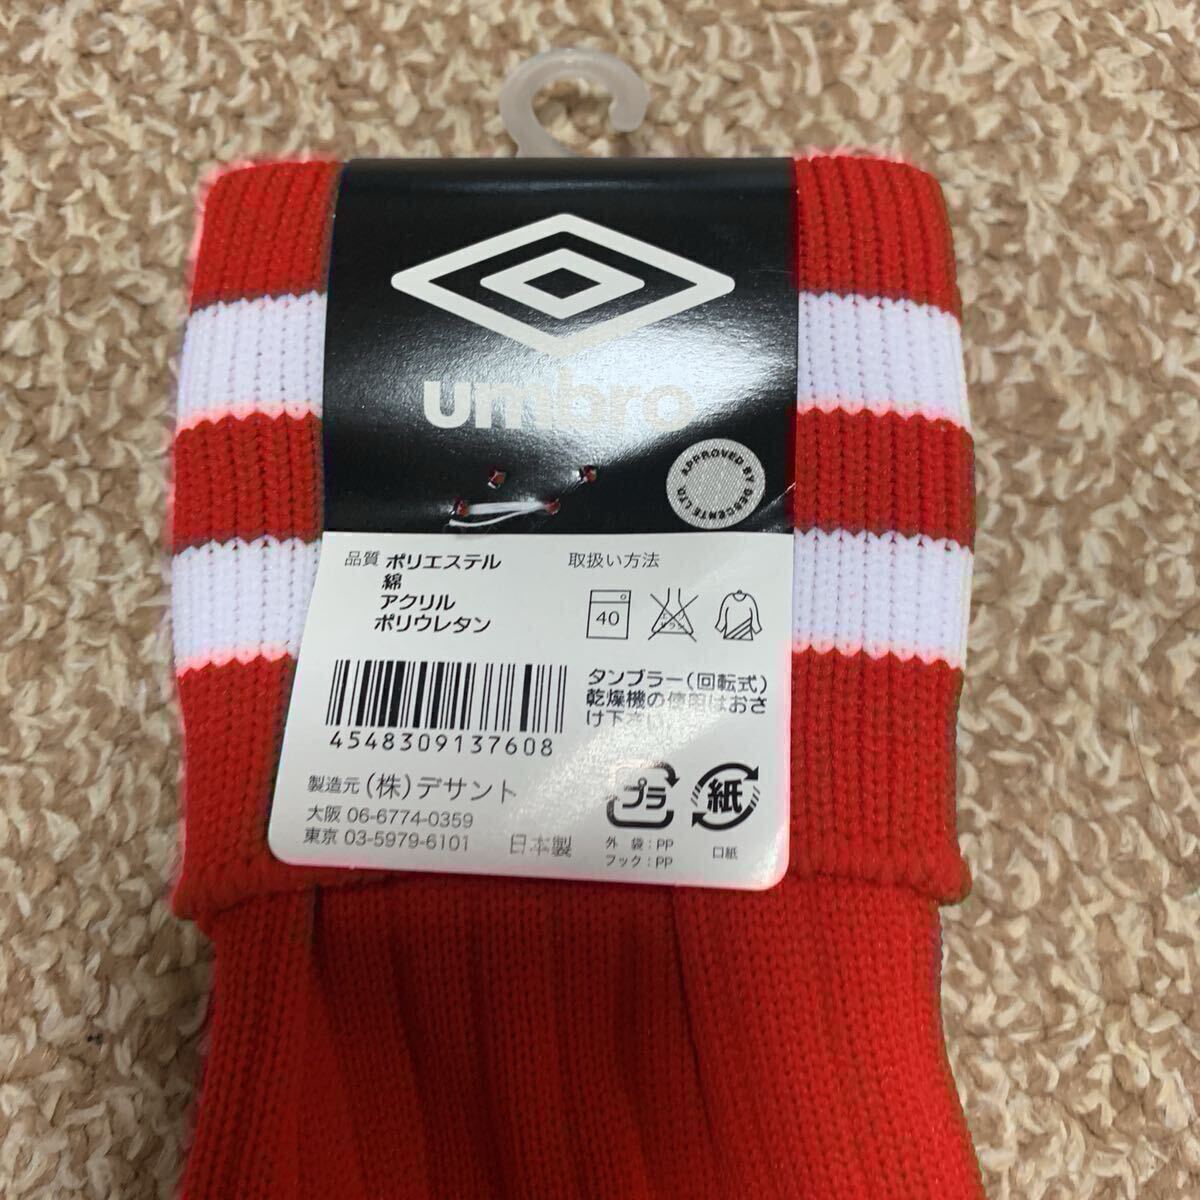 umbro
APPROVED BY DESCENTE LTD.
品質 ポリエステル
綿
アクリル
ポリウレタン
取扱い方法
40
タンブラー(回転式)
乾燥機の使用はおさ
け下さい
4548309137608
製造元 (株)デサント
大阪 06-6774-0359
東京 03-5979-6101
日本製
プラ
外 袋:PP
フック:PP
紙
口紙